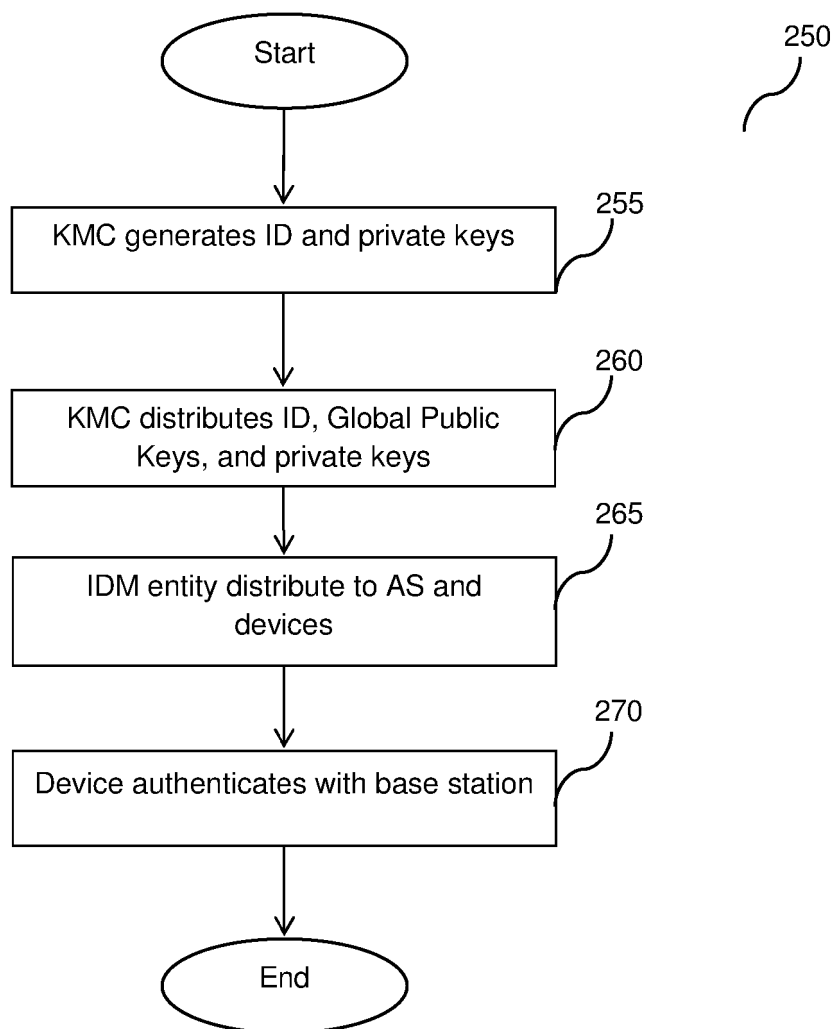 Start
250
255
KMC generates ID and private keys
260
KMC distributes ID, Global Public
Keys, and private keys
265
IDM entity distribute to AS and
devices
270
Device authenticates with base station
End